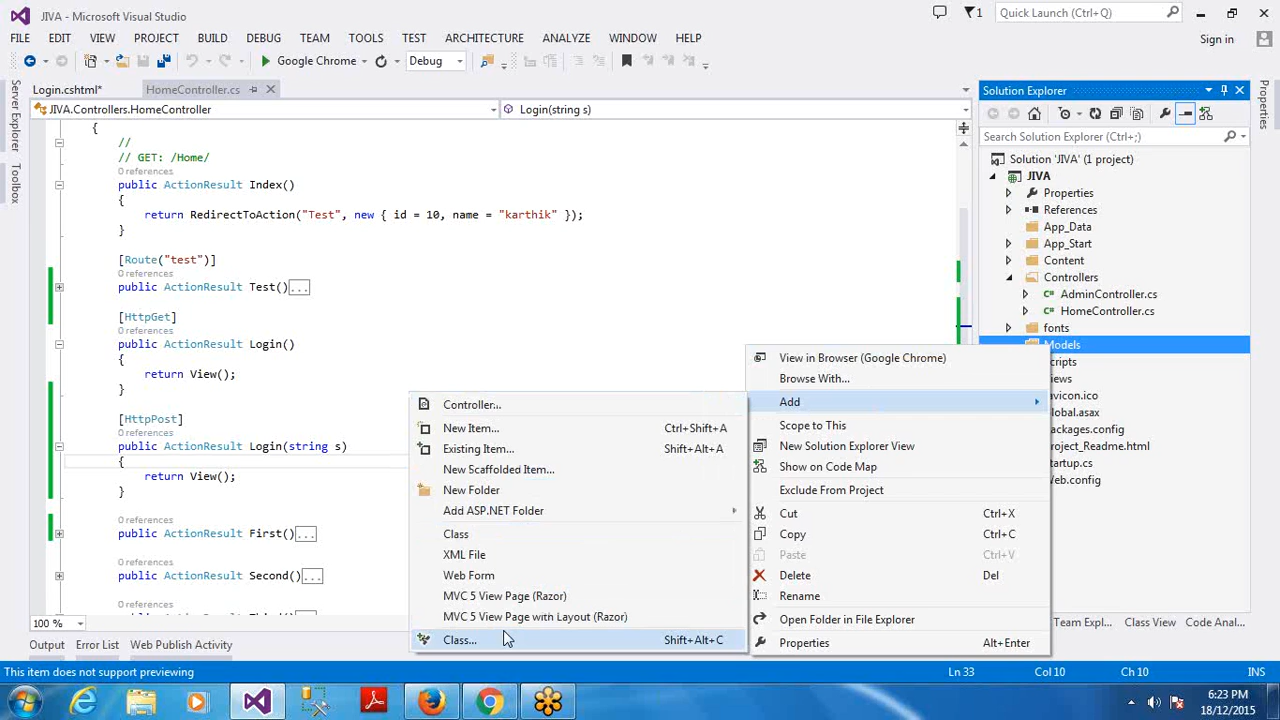 JIVA - Microsoft Visual Studio
1
Quick Launch (Ctrl+Q)
FILE EDIT VIEW PROJECT BUILD DEBUG TEAM TOOLS TEST ARCHITECTURE ANALYZE WINDOW HELP
Sign in
Google Chrome
Debug
Server Explorer
Toolbox
Login.cshtml*
HomeController.cs
JIVA.Controllers.HomeController
Login(string s)
{
//
// GET: /Home/
0 references
public ActionResult Index()
{
return RedirectToAction("Test", new { id = 10, name = "karthik" });
}
[Route("test")]
0 references
public ActionResult Test()...
[HttpGet]
0 references
public ActionResult Login()
{
return View();
}
[HttpPost]
0 references
public ActionResult Login(string s)
{
return View();
}
0 references
public ActionResult First()...
0 references
public ActionResult Second()...
0 references
100 %
Controller...
New Item... Ctrl+Shift+A
Existing Item... Shift+Alt+A
New Scaffolded Item...
New Folder
Add ASP.NET Folder
Class
XML File
Web Form
MVC 5 View Page (Razor)
MVC 5 View Page with Layout (Razor)
Class... Shift+Alt+C
View in Browser (Google Chrome)
Browse With...
Add
Scope to This
New Solution Explorer View
Show on Code Map
Exclude From Project
Cut Ctrl+X
Copy Ctrl+C
Paste Ctrl+V
Delete Del
Rename
Open Folder in File Explorer
Properties Alt+Enter
Solution Explorer
Search Solution Explorer (Ctrl+;)
Solution 'JIVA' (1 project)
JIVA
Properties
References
App_Data
App_Start
Content
Controllers
AdminController.cs
HomeController.cs
fonts
Models
cripts
iews
avicon.ico
lobal.asax
ackages.config
roject_Readme.html
tartup.cs
Web.config
Team Expl... Class View Code Anal...
Properties
Output Error List Web Publish Activity
This item does not support previewing
Ln 33
Col 10
Ch 10
INS
6:23 PM
18/12/2015